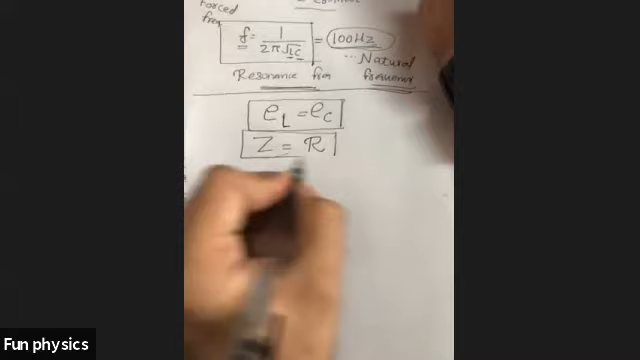 Forced
freq
f = 1 / 2π√LC = 100Hz
... Natural
Resonance freq frequency
e_L = e_C
Z = R
Fun physics